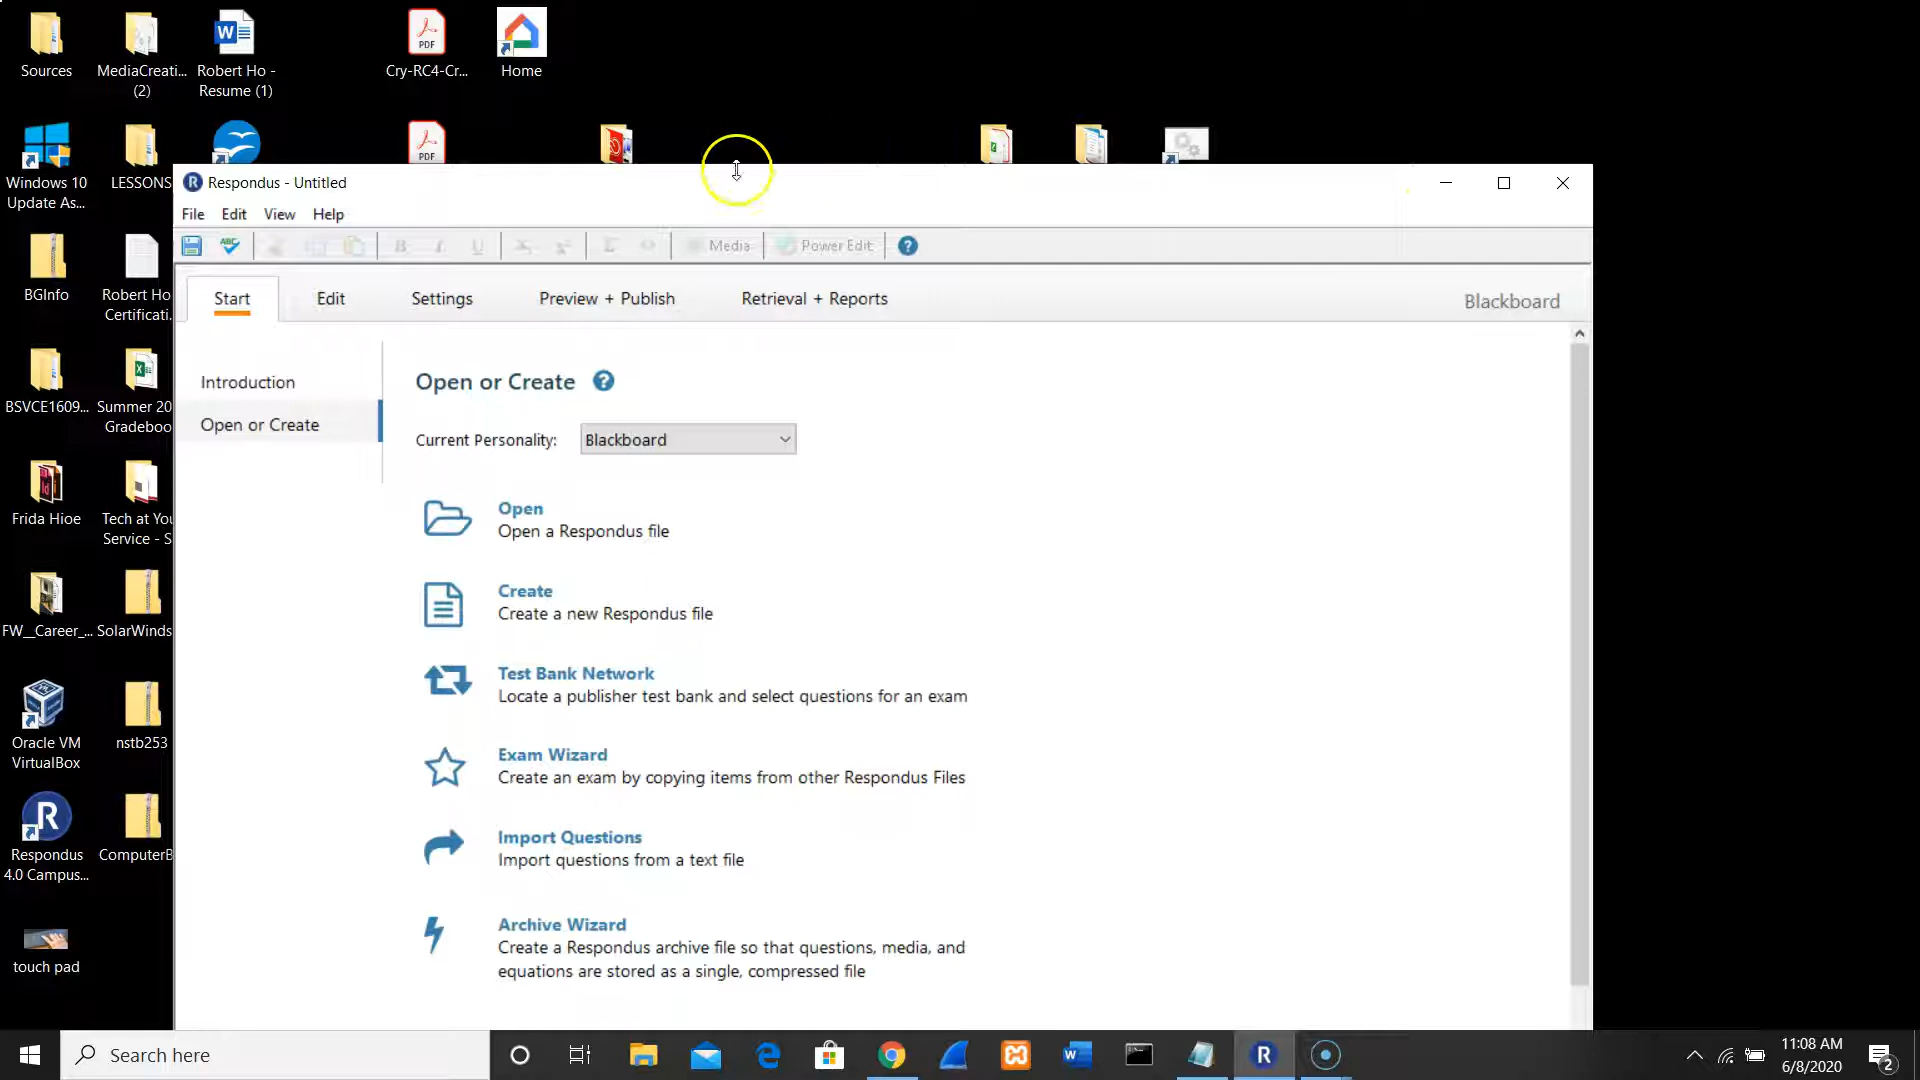 Sources
MediaCreati...
(2)
Robert Ho -
Resume (1)
PDF
Cry-RC4-Cr...
Home
Windows 10
Update As...
LESSONS
PDF
BGInfo
Robert Ho
Certificati.
BSVCE1609...
Summer 20
Gradeboo
Frida Hioe
Tech at You
Service - S
FW__Career_...
SolarWinds
Oracle VM
VirtualBox
nstb253
Respondus
4.0 Campus...
ComputerB
touch pad
Respondus - Untitled
File Edit View Help
ABC B I U Media Power Edit ?
Start Edit Settings Preview + Publish Retrieval + Reports Blackboard
Introduction
Open or Create
Open or Create ?
Current Personality: Blackboard
Open
Open a Respondus file
Create
Create a new Respondus file
Test Bank Network
Locate a publisher test bank and select questions for an exam
Exam Wizard
Create an exam by copying items from other Respondus Files
Import Questions
Import questions from a text file
Archive Wizard
Create a Respondus archive file so that questions, media, and
equations are stored as a single, compressed file
Search here
11:08 AM
6/8/2020
2